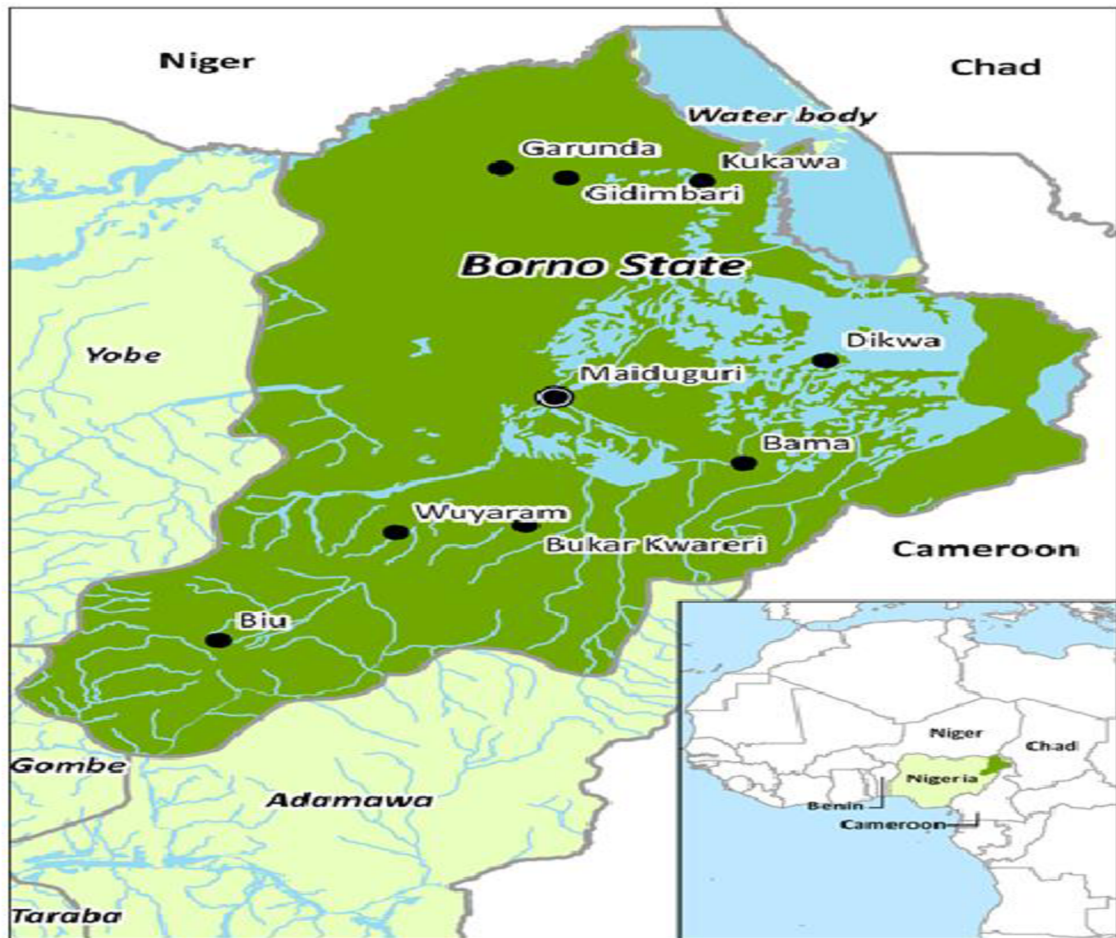 Niger
Chad
Water body
Garunda
Kukawa
Gidimbari
Borno State
Yobe
Dikwa
Maiduguri
Bama
Wuyaram
Bukar Kwareri
Cameroon
Biu
Gombe
Adamawa
Taraba
Niger
Chad
Nigeria
Benin
Cameroon